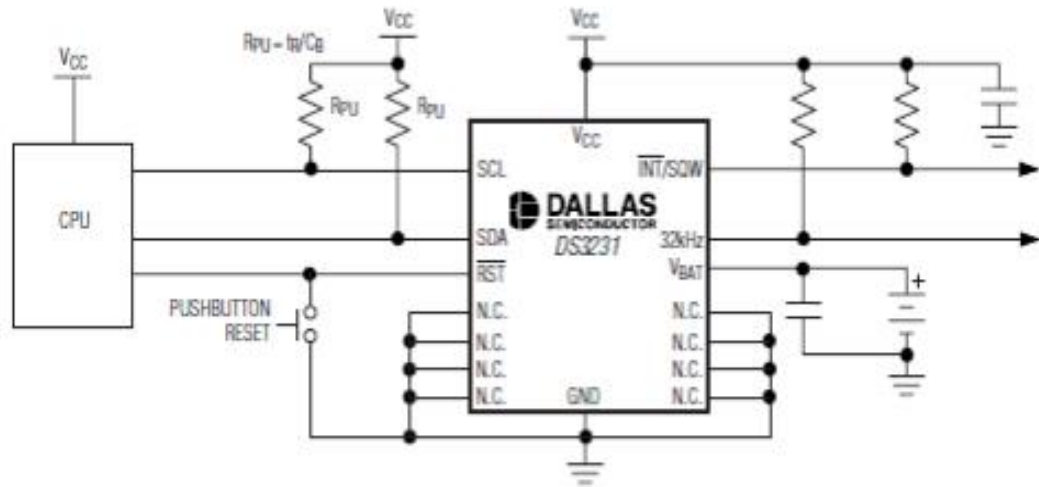 VCC
VCC
RPU = tR/CB
VCC
RPU
RPU
VCC
SCL
INT/SQW
CPU
DALLAS
SEMICONDUCTOR
DS3231
SDA
32kHz
RST
VBAT
+
PUSHBUTTON
RESET
N.C.
N.C.
N.C.
N.C.
N.C.
N.C.
N.C.
N.C.
GND